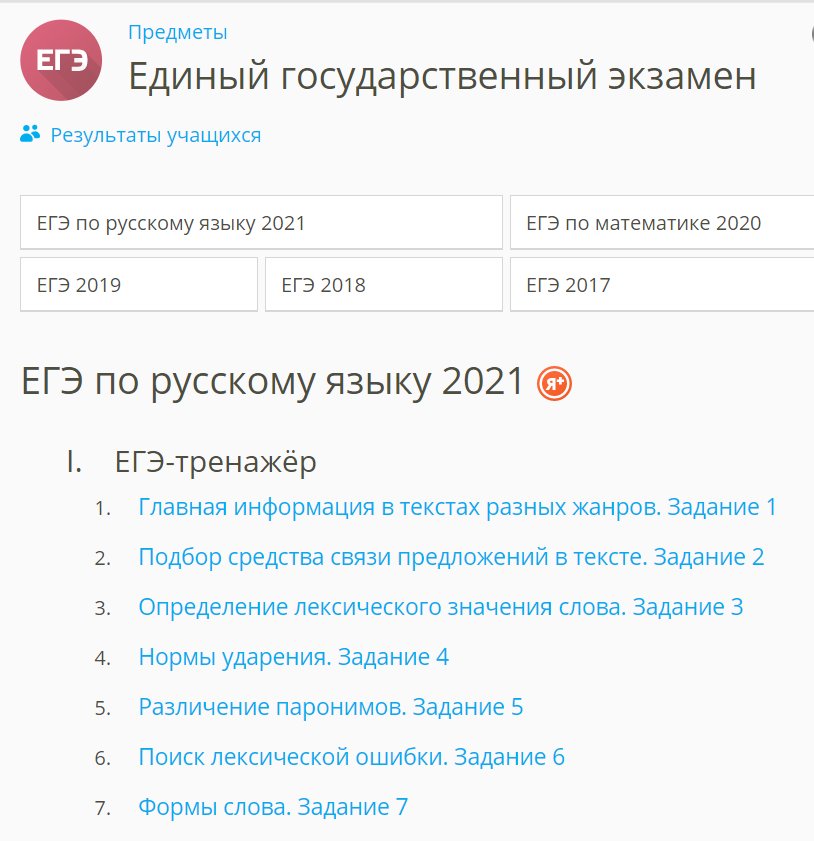 ЕГЭ
Предметы
Единый государственный экзамен
Результаты учащихся
ЕГЭ по русскому языку 2021
ЕГЭ по математике 2020
ЕГЭ 2019
ЕГЭ 2018
ЕГЭ 2017
ЕГЭ по русскому языку 2021 Я+
I. ЕГЭ-тренажёр
1. Главная информация в текстах разных жанров. Задание 1
2. Подбор средства связи предложений в тексте. Задание 2
3. Определение лексического значения слова. Задание 3
4. Нормы ударения. Задание 4
5. Различение паронимов. Задание 5
6. Поиск лексической ошибки. Задание 6
7. Формы слова. Задание 7